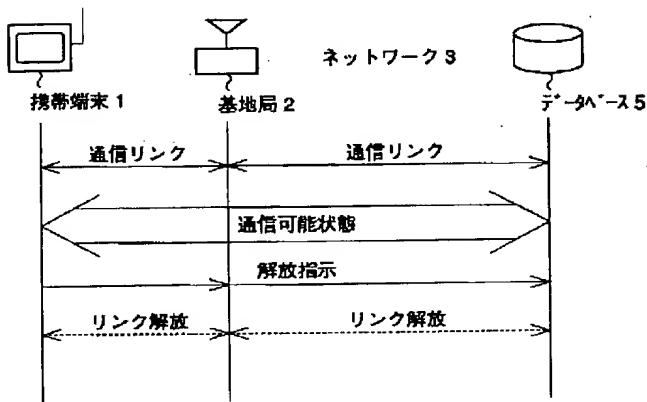 ネットワーク3
携帯端末1
基地局2
データベース5
通信リンク
通信リンク
通信可能状態
解放指示
リンク解放
リンク解放